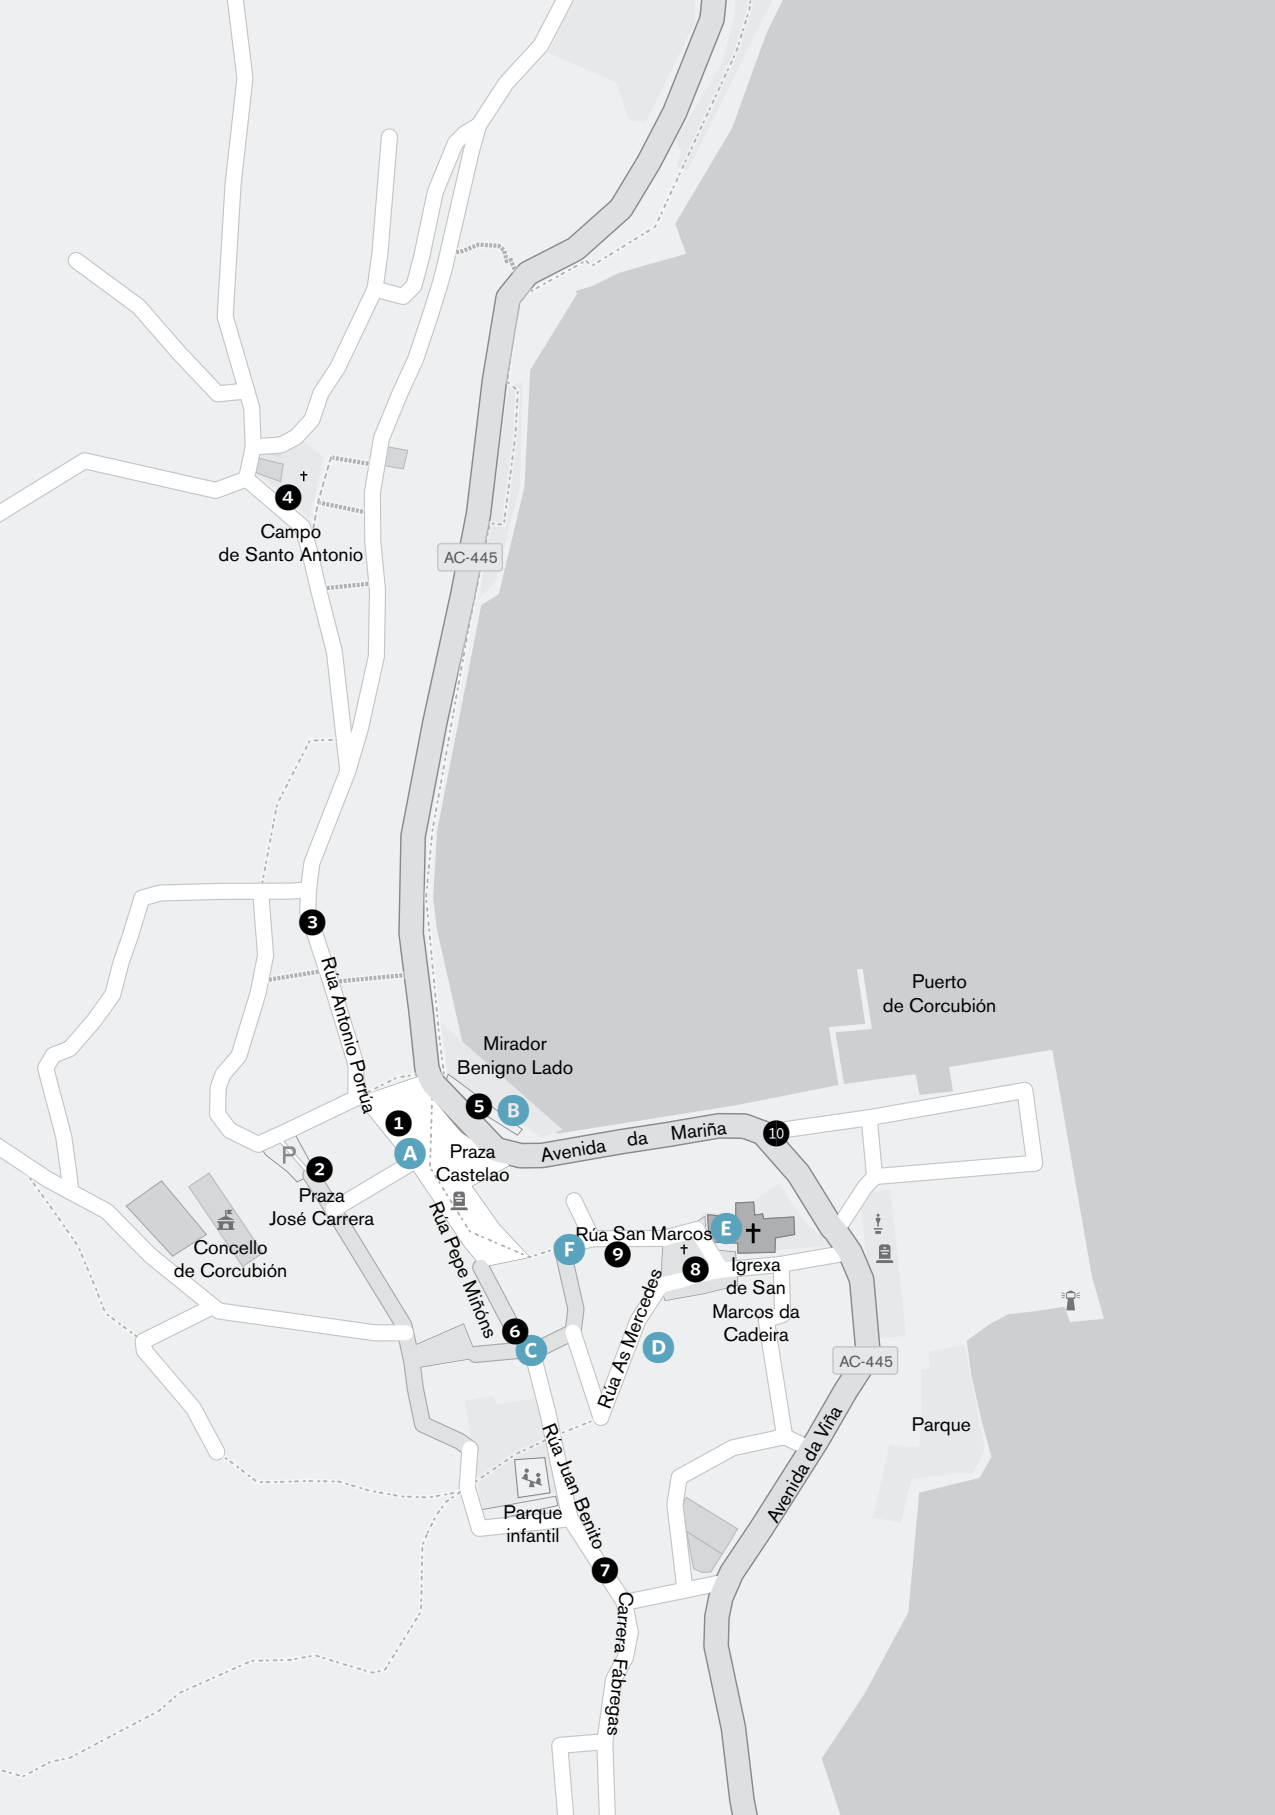 4
Campo
de Santo Antonio
AC-445
3
Rúa Antonio Porrúa
Puerto
de Corcubión
Mirador
Benigno Lado
5
B
1
A
10
Avenida da Mariña
Praza
Castelao
P
2
Praza
José Carrera
Concello
de Corcubión
Rúa Pepe Miñóns
Rúa San Marcos
E
F
9
8
Igrexa
de San
Marcos da
Cadeira
Rúa As Mercedes
6
C
D
AC-445
Parque
Avenida da Viña
Rúa Juan Benito
Parque
infantil
7
Carrera Fábregas